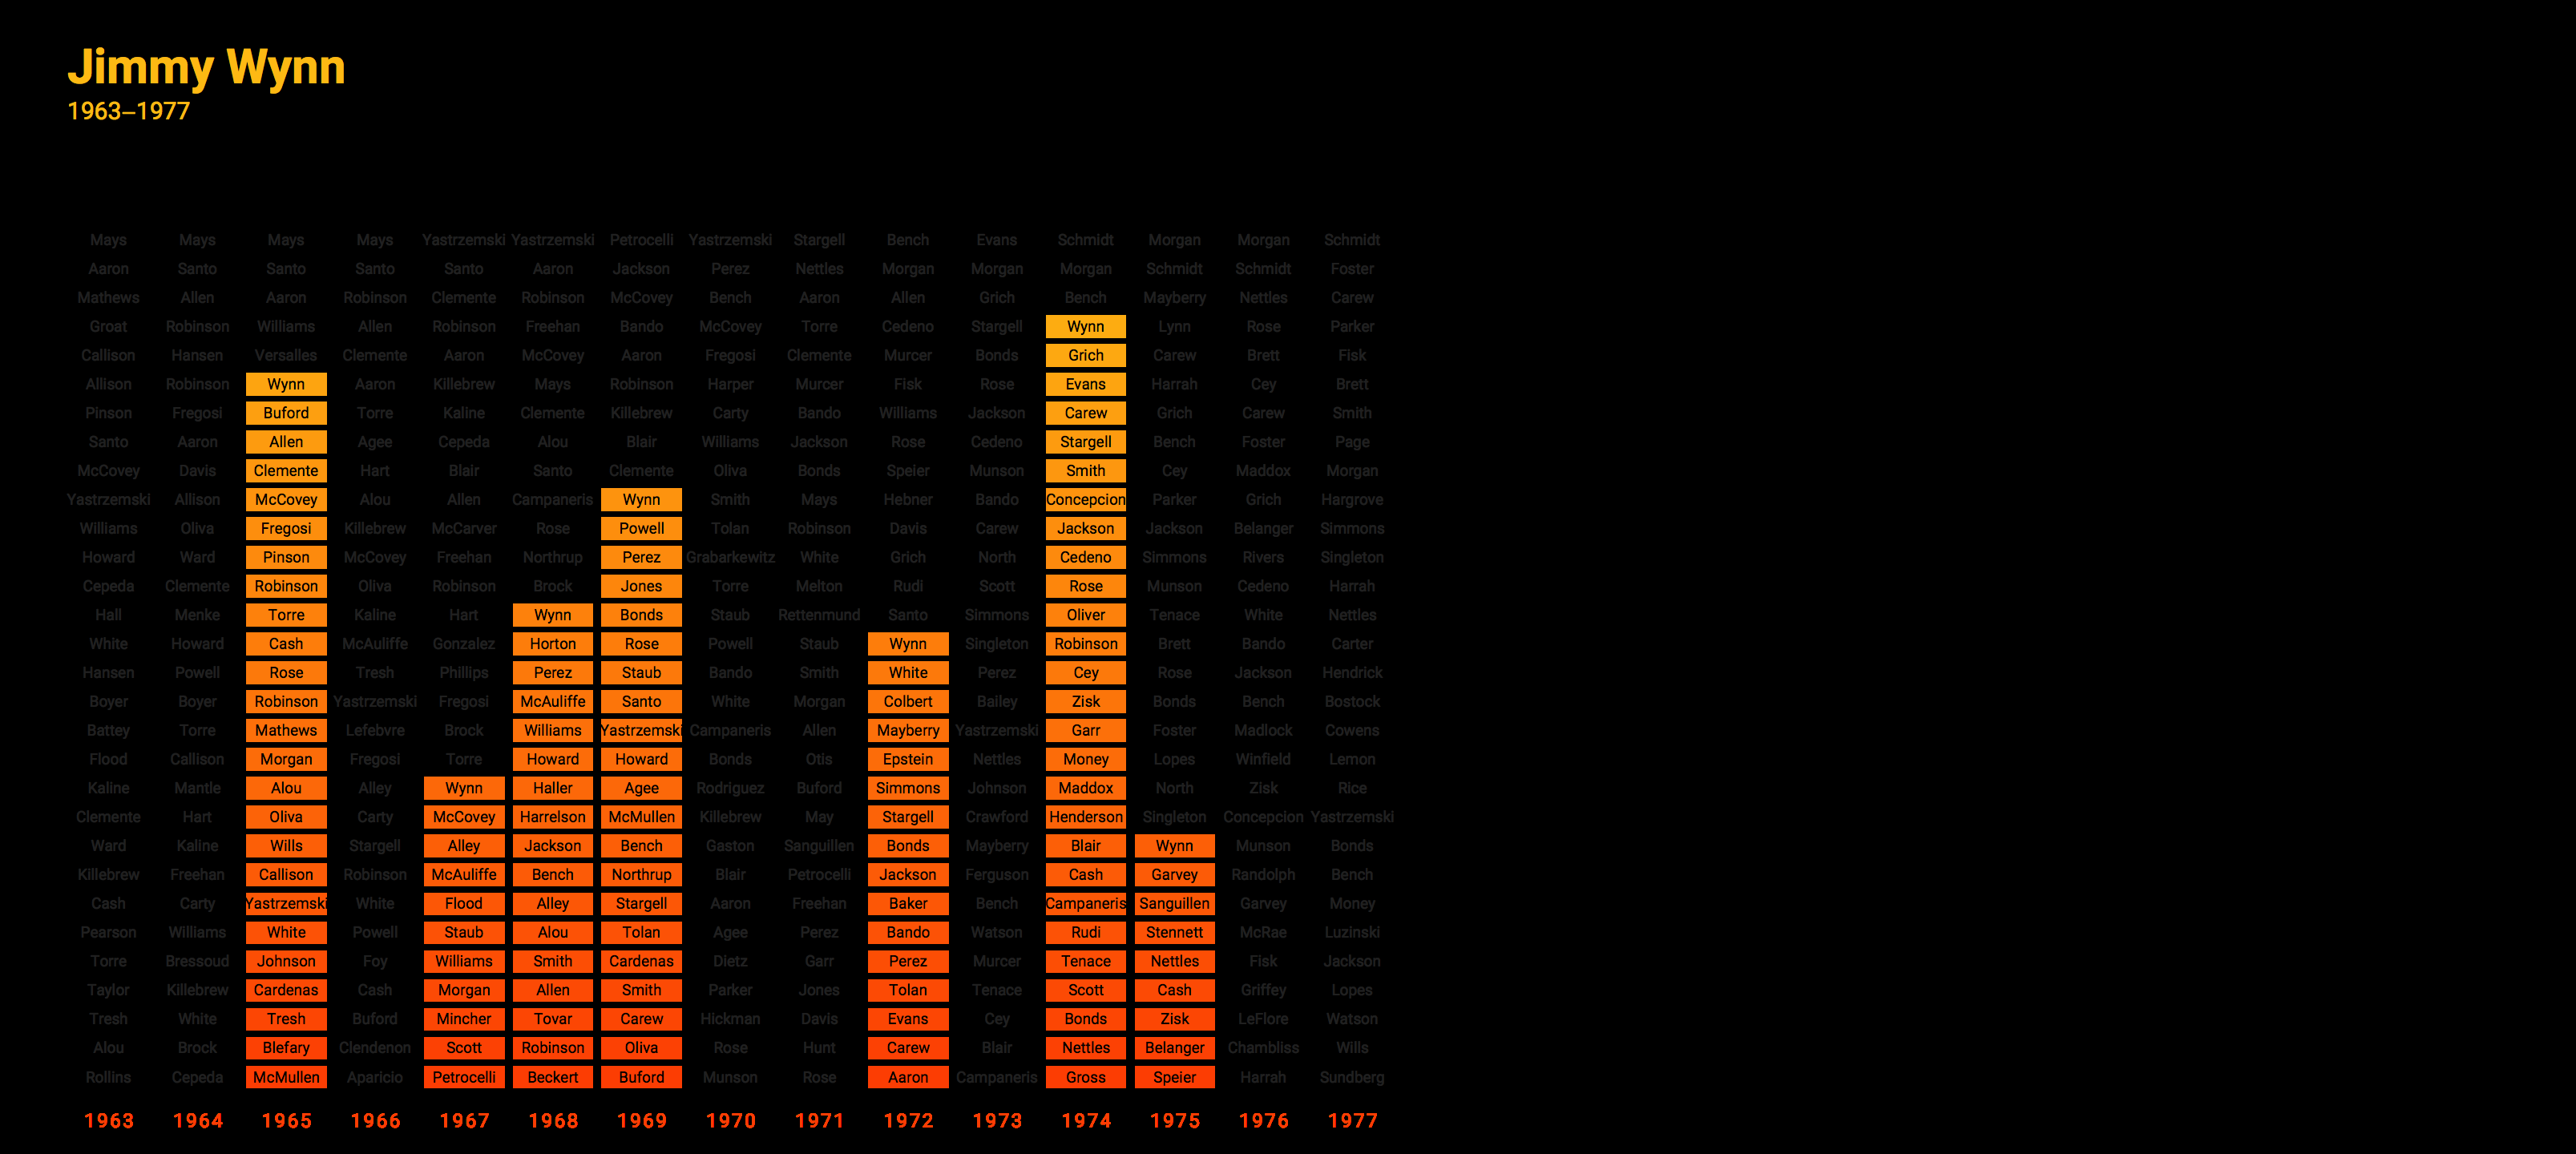 Jimmy Wynn
1963–1977
Mays Mays Mays Mays Yastrzemski Yastrzemski Petrocelli Yastrzemski Stargell Bench Evans Schmidt Morgan Morgan Schmidt
Aaron Santo Santo Santo Santo Aaron Jackson Perez Nettles Morgan Morgan Morgan Schmidt Schmidt Foster
Mathews Allen Aaron Robinson Clemente Robinson McCovey Bench Aaron Allen Grich Bench Mayberry Nettles Carew
Groat Robinson Williams Allen Robinson Freehan Bando McCovey Torre Cedeno Stargell Wynn Lynn Rose Parker
Callison Hansen Versalles Clemente Aaron McCovey Aaron Fregosi Clemente Murcer Bonds Grich Carew Brett Fisk
Allison Robinson Wynn Aaron Killebrew Mays Robinson Harper Murcer Fisk Rose Evans Harrah Cey Brett
Pinson Fregosi Buford Torre Kaline Clemente Killebrew Carty Bando Williams Jackson Carew Grich Carew Smith
Santo Aaron Allen Agee Cepeda Alou Blair Williams Jackson Rose Cedeno Stargell Bench Foster Page
McCovey Davis Clemente Hart Blair Santo Clemente Oliva Bonds Speier Munson Smith Cey Maddox Morgan
Yastrzemski Allison McCovey Alou Allen Campaneris Wynn Smith Mays Hebner Bando Concepcion Parker Grich Hargrove
Williams Oliva Fregosi Killebrew McCarver Rose Powell Tolan Robinson Davis Carew Jackson Jackson Belanger Simmons
Howard Ward Pinson McCovey Freehan Northrup Perez Grabarkewitz White Grich North Cedeno Simmons Rivers Singleton
Cepeda Clemente Robinson Oliva Robinson Brock Jones Torre Melton Rudi Scott Rose Munson Cedeno Harrah
Hall Menke Torre Kaline Hart Wynn Bonds Staub Rettenmund Santo Simmons Oliver Tenace White Nettles
White Howard Cash McAuliffe Gonzalez Horton Rose Powell Staub Wynn Singleton Robinson Brett Bando Carter
Hansen Powell Rose Tresh Phillips Perez Staub Bando Smith White Perez Cey Rose Jackson Hendrick
Boyer Boyer Robinson Yastrzemski Fregosi McAuliffe Santo White Morgan Colbert Bailey Zisk Bonds Bench Bostock
Battey Torre Mathews Lefebvre Brock Williams Yastrzemski Campaneris Allen Mayberry Yastrzemski Garr Foster Madlock Cowens
Flood Callison Morgan Fregosi Torre Howard Howard Bonds Otis Epstein Nettles Money Lopes Winfield Lemon
Kaline Mantle Alou Alley Wynn Haller Agee Rodriguez Buford Simmons Johnson Maddox North Zisk Rice
Clemente Hart Oliva Carty McCovey Harrelson McMullen Killebrew May Stargell Crawford Henderson Singleton Concepcion Yastrzemski
Ward Kaline Wills Stargell Alley Jackson Bench Gaston Sanguillen Bonds Mayberry Blair Wynn Munson Bonds
Killebrew Freehan Callison Robinson McAuliffe Bench Northrup Blair Petrocelli Jackson Ferguson Cash Garvey Randolph Bench
Cash Carty Yastrzemski White Flood Alley Stargell Aaron Freehan Baker Bench Campaneris Sanguillen Garvey Money
Pearson Williams White Powell Staub Alou Tolan Agee Perez Bando Watson Rudi Stennett McRae Luzinski
Torre Bressoud Johnson Foy Williams Smith Cardenas Dietz Garr Perez Murcer Tenace Nettles Fisk Jackson
Taylor Killebrew Cardenas Cash Morgan Allen Smith Parker Jones Tolan Tenace Scott Cash Griffey Lopes
Tresh White Tresh Buford Mincher Tovar Carew Hickman Davis Evans Cey Bonds Zisk LeFlore Watson
Alou Brock Blefary Clendenon Scott Robinson Oliva Rose Hunt Carew Blair Nettles Belanger Chambliss Wills
Rollins Cepeda McMullen Aparicio Petrocelli Beckert Buford Munson Rose Aaron Campaneris Gross Speier Harrah Sundberg
1963 1964 1965 1966 1967 1968 1969 1970 1971 1972 1973 1974 1975 1976 1977